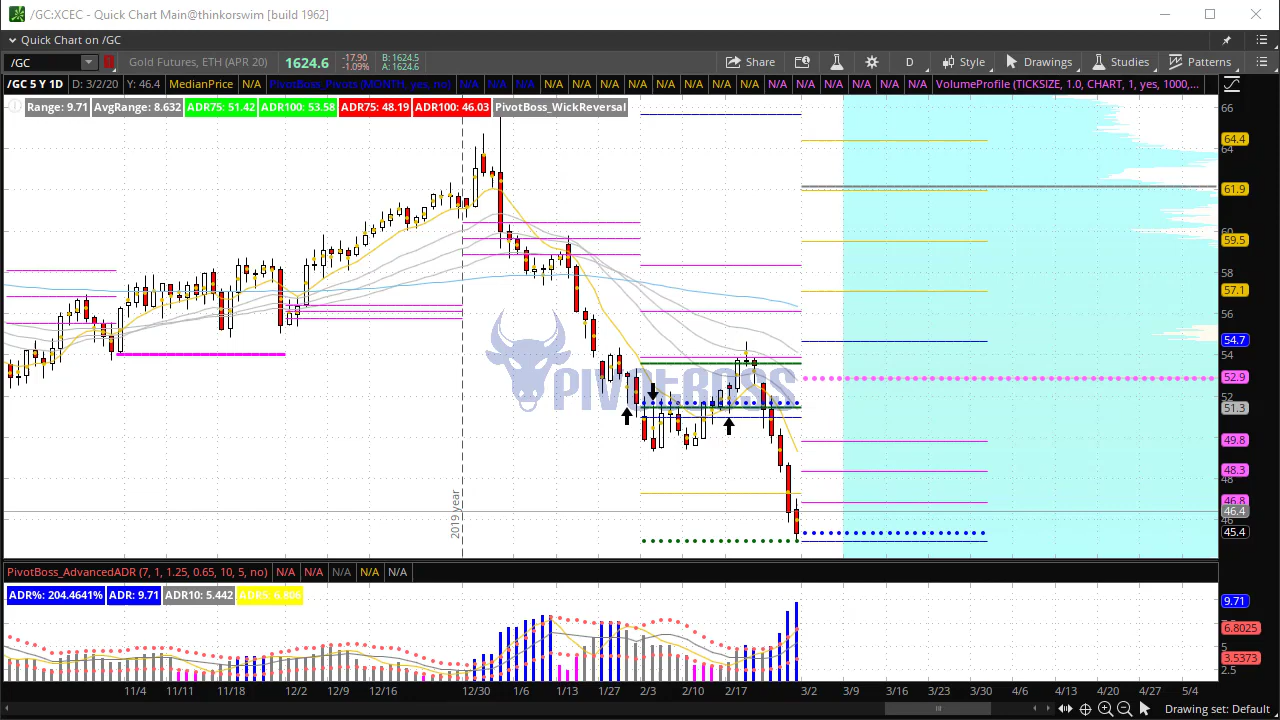 /GC:XCEC - Quick Chart Main@thinkorswim [build 1962]
Quick Chart On /GC
/GC Gold Futures, ETH (APR 20) 1624.6 -17.90 -1.09% B: 1624.5 A: 1624.6 Share D Style Drawings Studies Patterns
/GC 5 Y 1D D: 3/2/20 Y: 46.4 MedianPrice N/A PivotBoss_Pivots (MONTH, yes, no) N/A N/A N/A N/A N/A N/A N/A N/A N/A N/A N/A N/A N/A N/A N/A N/A N/A VolumeProfile (TICKSIZE, 1.0, CHART, 1, yes, 1000,...
Range: 9.71 AvgRange: 8.632 ADR75: 51.42 ADR100: 53.58 ADR75: 48.19 ADR100: 46.03 PivotBoss_WickReversal
66
64.4
64
61.9
60
59.5
58
57.1
56
54.7
54
52.9
52
51.3
49.8
48.3
48
46.8
46.4
46
45.4
PIVOTBOSS
2019 year
PivotBoss_AdvancedADR (7, 1, 1.25, 0.65, 10, 5, no) N/A N/A N/A N/A N/A
ADR%: 204.4641% ADR: 9.71 ADR10: 5.442 ADR5: 6.806
9.71
6.8025
5
3.5373
2.5
11/4 11/11 11/18 12/2 12/9 12/16 12/30 1/6 1/13 1/27 2/3 2/10 2/17 3/2 3/9 3/16 3/23 3/30 4/6 4/13 4/20 4/27 5/4
Drawing set: Default